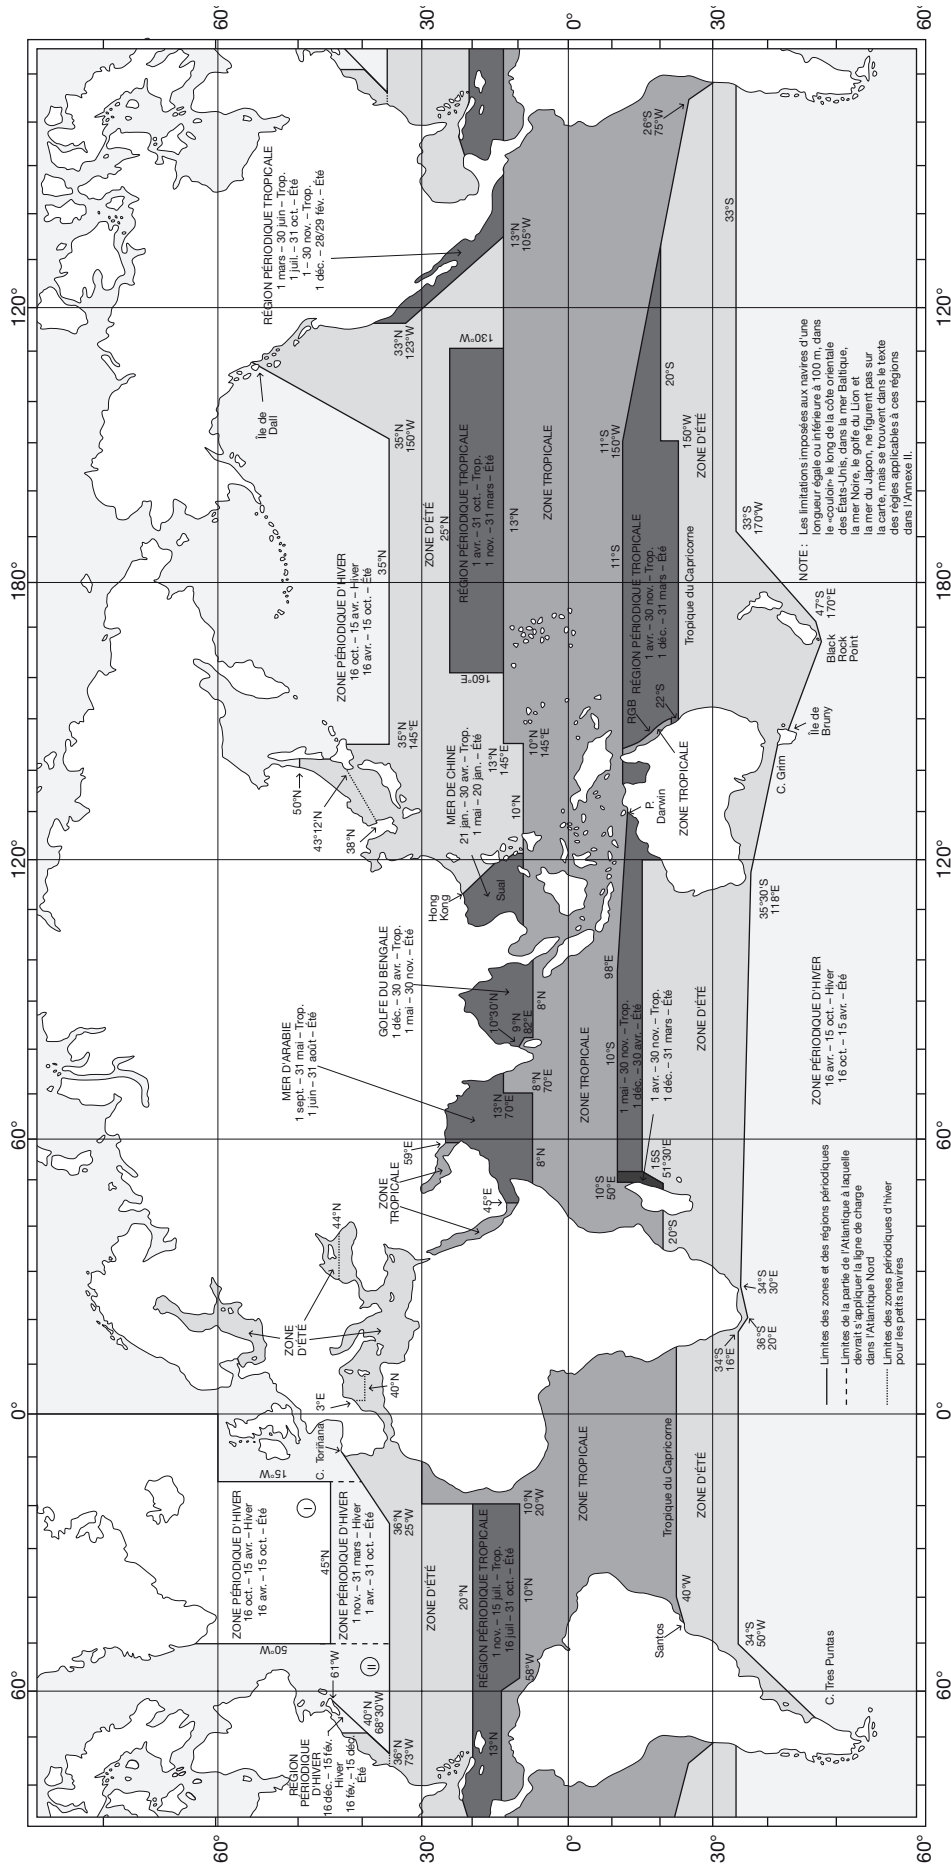 60°
30°
0°
30°
60°
120°
180°
120°
60°
0°
60°
RÉGION PÉRIODIQUE TROPICALE
1 mars – 30 juin – Trop.
1 juil. – 31 oct. – Été
1 – 30 nov. – Trop.
1 déc. – 28/29 fév. – Été
13°N
105°W
26°S
75°W
33°S
33°N
123°W
130°W
Île de
Dall
35°N
150°W
20°S
11°S
150°W
150°W
ZONE D'ÉTÉ
ZONE D'ÉTÉ
25°N
RÉGION PÉRIODIQUE TROPICALE
1 avr. – 31 oct. – Trop.
1 nov. – 31 mars – Été
13°N
ZONE TROPICALE
160°E
ZONE PÉRIODIQUE D'HIVER
16 oct. – 15 avr. – Hiver
16 avr. – 15 oct. – Été
35°N
11°S
RÉGION PÉRIODIQUE TROPICALE
1 avr. – 30 nov. – Trop.
1 déc. – 31 mars – Été
Tropique du Capricorne
22°S
RGB
33°S
170°W
47°S
170°E
Black
Rock
Point
Île de
Bruny
C. Grim
NOTE : Les limitations imposées aux navires d'une
longueur égale ou inférieure à 100 m, dans
le «couloir» le long de la côte orientale
des États-Unis, dans la mer Baltique,
la mer Noire, le golfe du Lion et
la mer du Japon, ne figurent pas sur
la carte, mais se trouvent dans le texte
des règles applicables à ces régions
dans l'Annexe II.
35°N
145°E
50°N
43°12'N
38°N
MER DE CHINE
21 jan. – 30 avr. – Trop.
1 mai – 20 jan. – Été
13°N
145°E
10°N
145°E
10°N
Hong
Kong
Sual
P.
Darwin
ZONE TROPICALE
35°30'S
118°E
GOLFE DU BENGALE
1 déc. – 30 avr. – Trop.
1 mai – 30 nov. – Été
10°30'N
9°N
82°E
8°N
98°E
10°S
1 mai – 30 nov. – Trop.
1 déc. – 30 avr. – Été
1 avr. – 30 nov. – Trop.
1 déc. – 31 mars – Été
ZONE D'ÉTÉ
ZONE PÉRIODIQUE D'HIVER
16 avr. – 15 oct. – Hiver
16 oct. – 15 avr. – Été
ZONE TROPICALE
MER D'ARABIE
1 sept. – 31 mai – Trop.
1 juin – 31 août – Été
13°N
70°E
8°N
70°E
8°N
59°E
45°E
ZONE
TROPICALE
10°S
50°E
15S
51°30'E
20°S
44°N
ZONE
D'ÉTÉ
40°N
3°E
34°S
30°E
36°S
20°E
34°S
16°E
Limites des zones et des régions périodiques
Limites de la partie de l'Atlantique à laquelle
devrait s'appliquer la ligne de charge
dans l'Atlantique Nord
Limites des zones périodiques d'hiver
pour les petits navires
C. Toriñana
15°W
I
ZONE PÉRIODIQUE D'HIVER
16 oct. – 15 avr. – Hiver
16 avr. – 15 oct. – Été
45°N
ZONE PÉRIODIQUE D'HIVER
1 nov. – 31 mars – Hiver
1 avr. – 31 oct. – Été
50°W
II
36°N
25°W
ZONE D'ÉTÉ
20°N
RÉGION PÉRIODIQUE TROPICALE
1 nov. – 15 juil. – Trop.
16 juil – 31 oct. – Été
10°N
20°W
10°N
58°W
13°N
ZONE TROPICALE
Tropique du Capricorne
ZONE D'ÉTÉ
40°W
Santos
34°S
50°W
C. Tres Puntas
61°W
40°N
68°30'W
36°N
73°W
RÉGION
PÉRIODIQUE
D'HIVER
16 déc. – 15 fév.
Hiver
16 fév. – 15 déc.
Été
60°
30°
0°
30°
60°
120°
180°
120°
60°
0°
60°